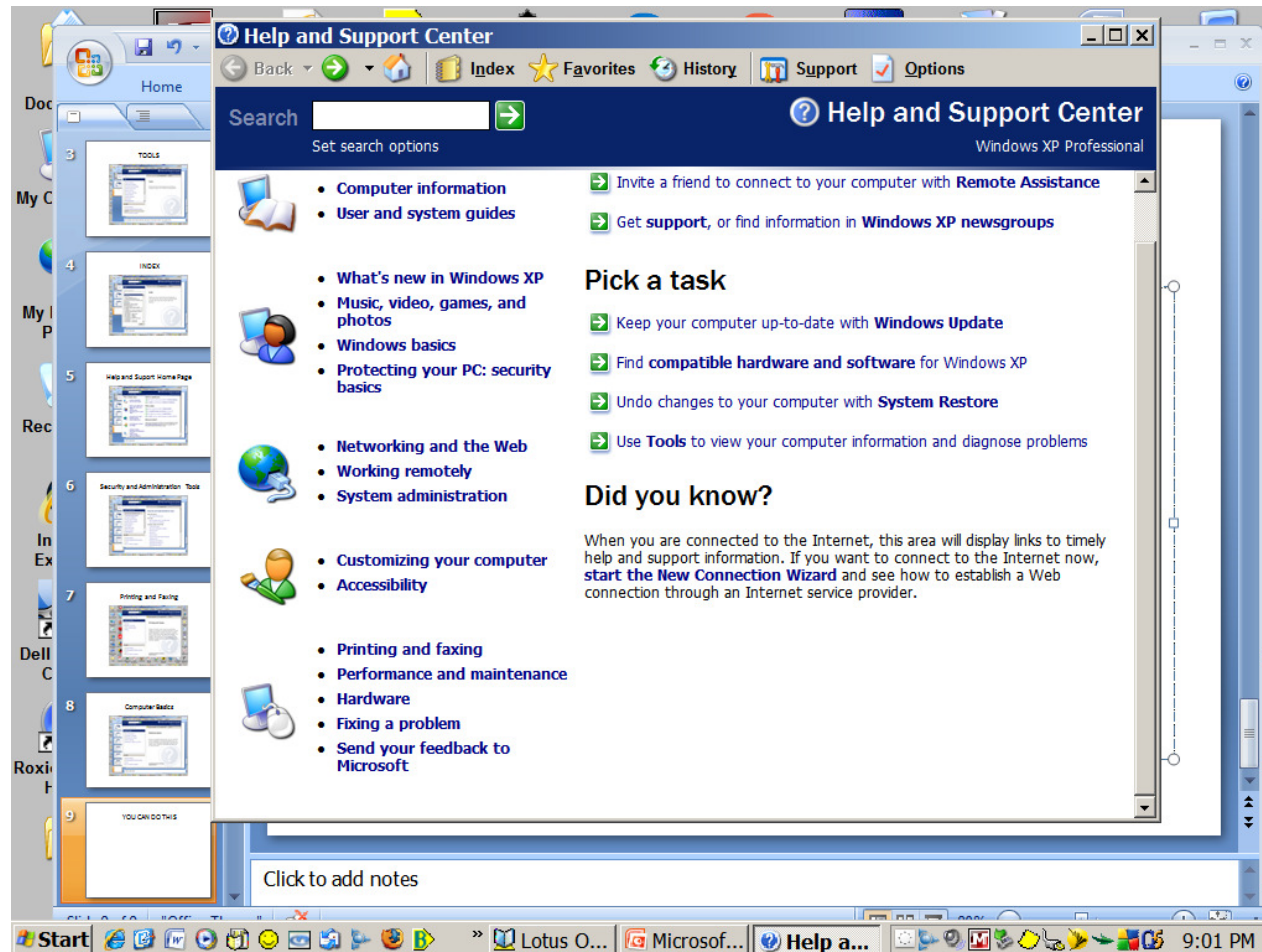 Help and Support Center
Back Index Favorites History Support Options
Search
Set search options
Help and Support Center
Windows XP Professional
Computer information
User and system guides
What's new in Windows XP
Music, video, games, and
photos
Windows basics
Protecting your PC: security
basics
Networking and the Web
Working remotely
System administration
Customizing your computer
Accessibility
Printing and faxing
Performance and maintenance
Hardware
Fixing a problem
Send your feedback to
Microsoft
Invite a friend to connect to your computer with Remote Assistance
Get support, or find information in Windows XP newsgroups
Pick a task
Keep your computer up-to-date with Windows Update
Find compatible hardware and software for Windows XP
Undo changes to your computer with System Restore
Use Tools to view your computer information and diagnose problems
Did you know?
When you are connected to the Internet, this area will display links to timely
help and support information. If you want to connect to the Internet now,
start the New Connection Wizard and see how to establish a Web
connection through an Internet service provider.
Home
3 TOOLS
4 INDEX
5 Help and Suport Home Page
6 Security and Administration Tools
7 Printing and Faxing
8 Computer Basics
9 YOU CAN DO THIS
Doc
My C
My
P
Rec
In
Ex
Dell
C
Roxi
H
Click to add notes
Start » Lotus O... Microsof... Help a... 9:01 PM